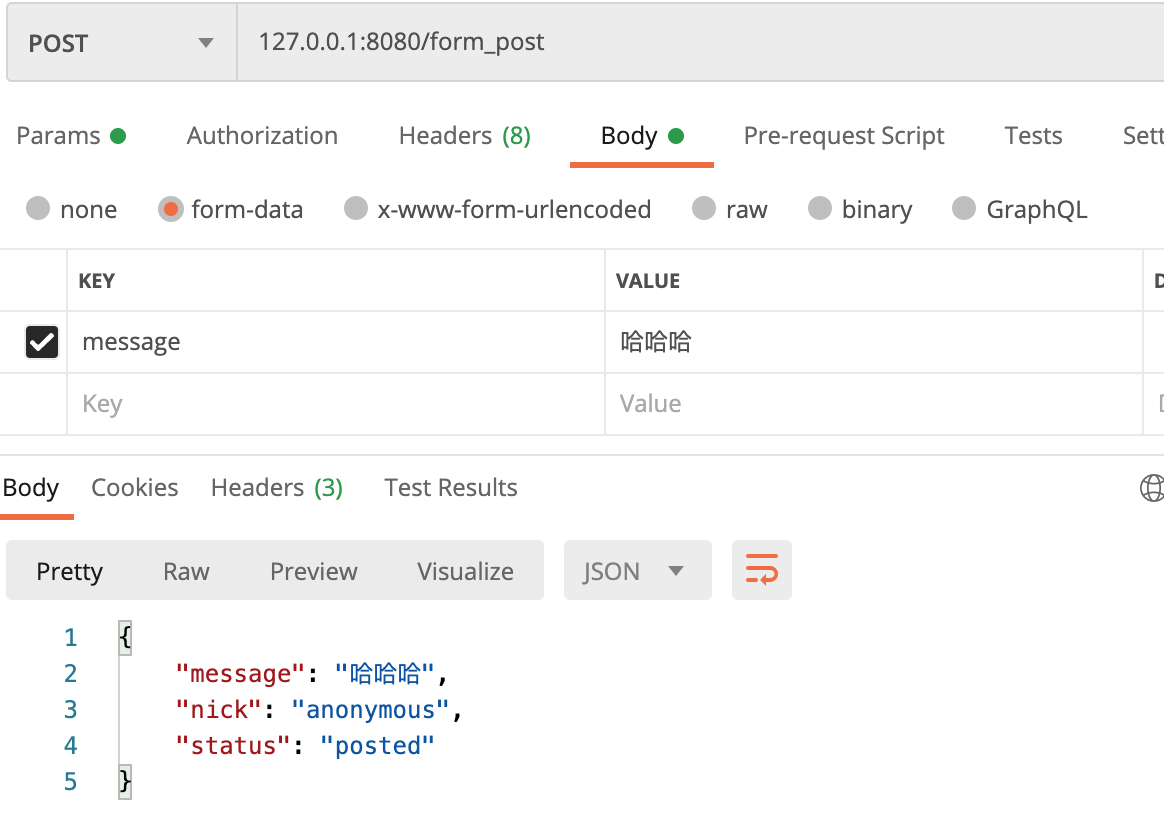 POST 127.0.0.1:8080/form_post
Params Authorization Headers (8) Body Pre-request Script Tests Sett
none form-data x-www-form-urlencoded raw binary GraphQL
KEY VALUE D
message 哈哈哈
Key Value D
Body Cookies Headers (3) Test Results
Pretty Raw Preview Visualize JSON
1 {
2 "message": "哈哈哈",
3 "nick": "anonymous",
4 "status": "posted"
5 }